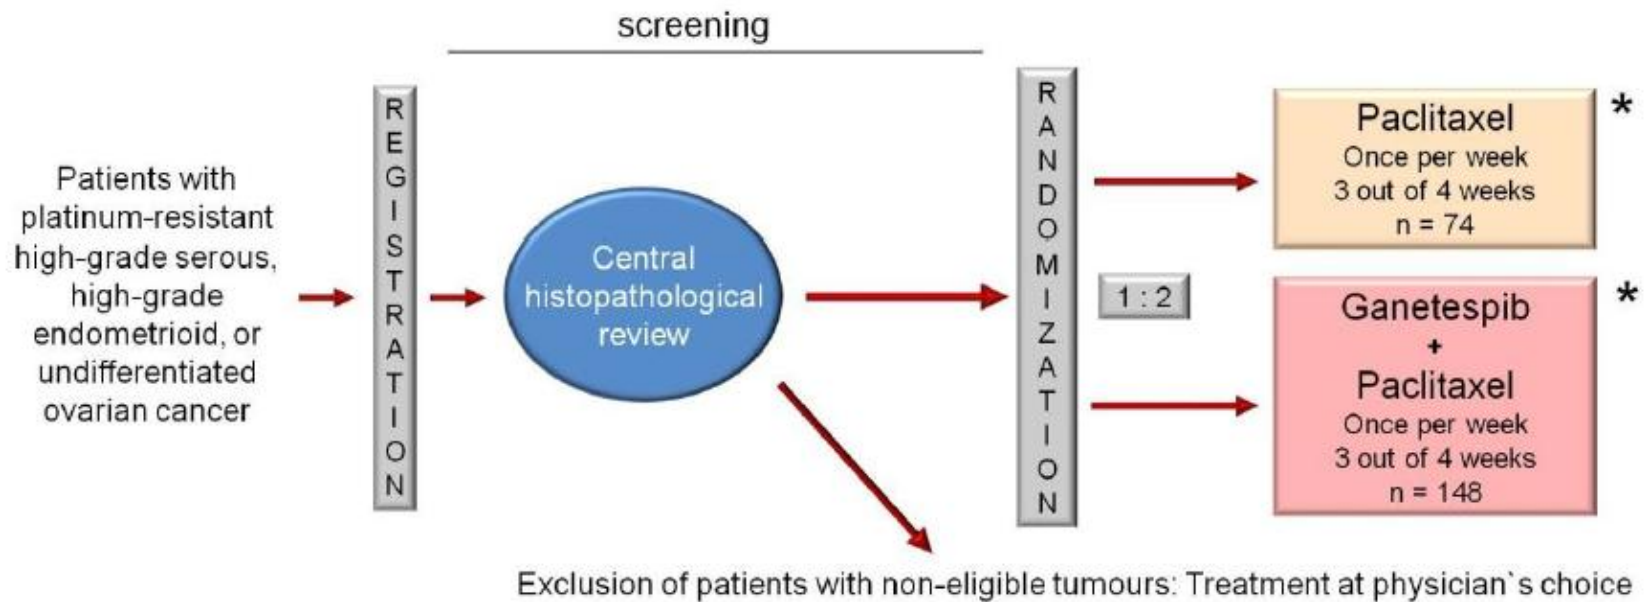 screening
Patients with
platinum-resistant
high-grade serous,
high-grade
endometrioid, or
undifferentiated
ovarian cancer
REGISTRATION
Central
histopathological
review
RANDOMIZATION
1 : 2
Paclitaxel
Once per week
3 out of 4 weeks
n = 74
*
Ganetespib
+
Paclitaxel
Once per week
3 out of 4 weeks
n = 148
*
Exclusion of patients with non-eligible tumours: Treatment at physician`s choice